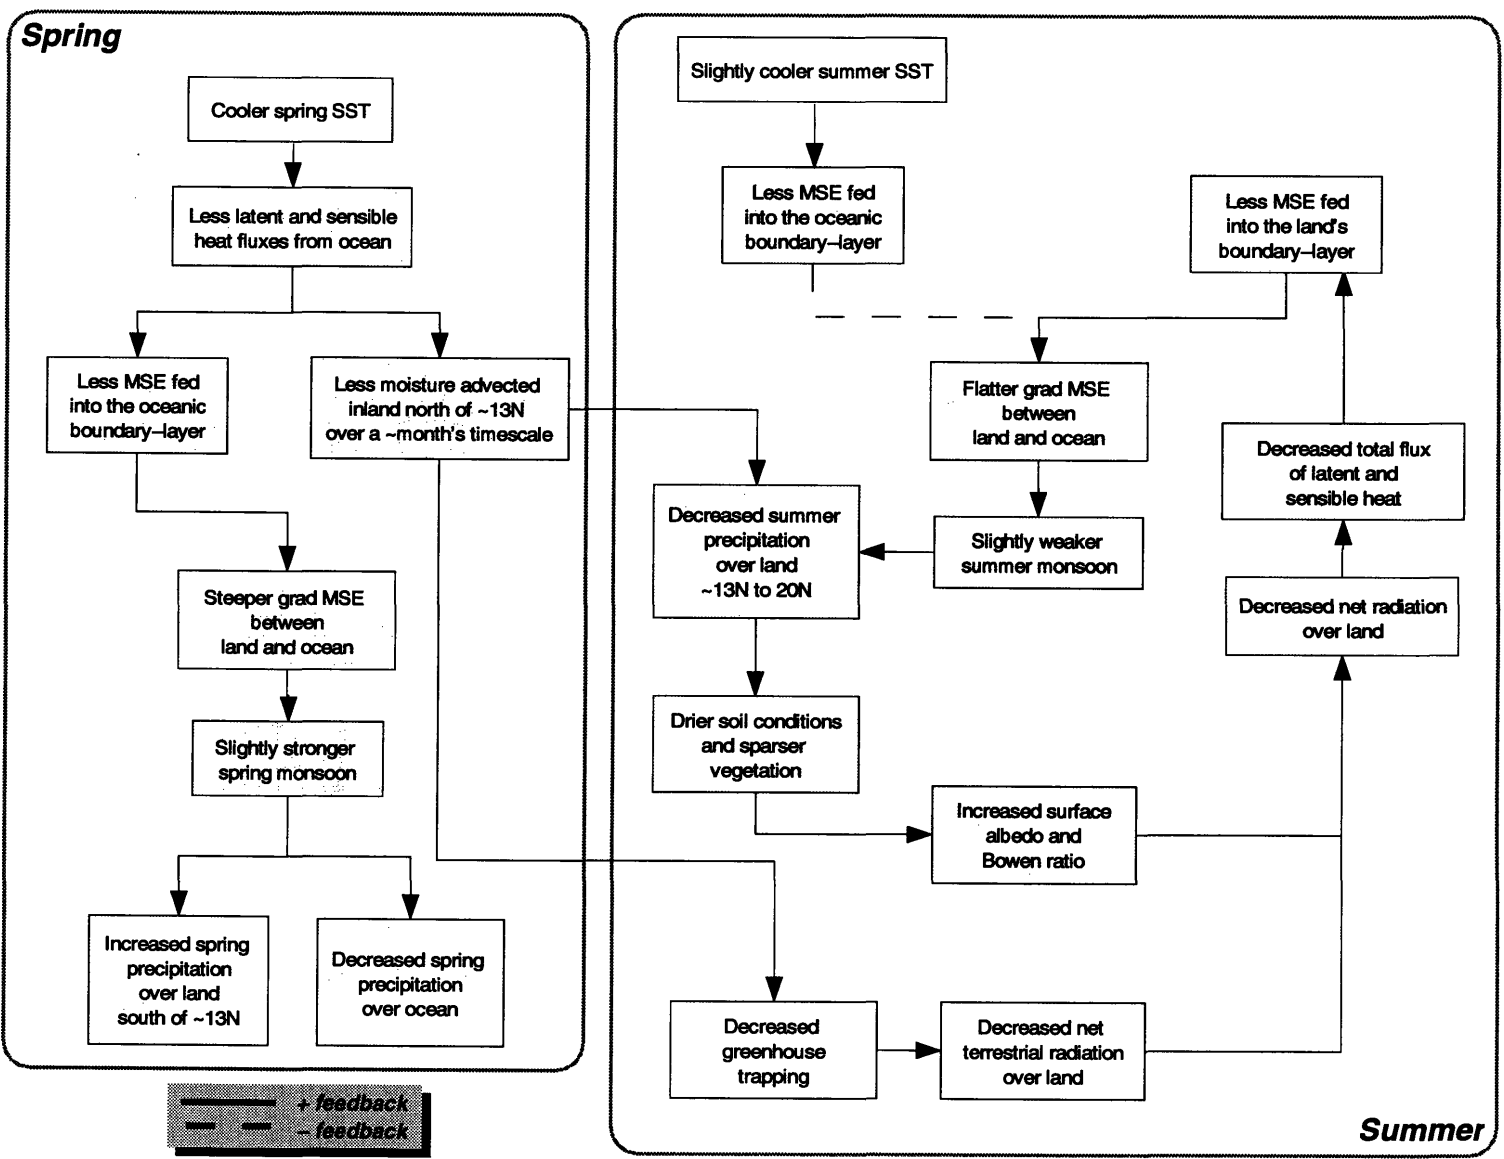 Spring
Cooler spring SST
Less latent and sensible
heat fluxes from ocean
Less MSE fed
into the oceanic
boundary–layer
Less moisture advected
inland north of ~13N
over a ~month's timescale
Steeper grad MSE
between
land and ocean
Slightly stronger
spring monsoon
Increased spring
precipitation
over land
south of ~13N
Decreased spring
precipitation
over ocean
+ feedback
– feedback
Slightly cooler summer SST
Less MSE fed
into the oceanic
boundary–layer
Less MSE fed
into the land's
boundary–layer
Flatter grad MSE
between
land and ocean
Decreased total flux
of latent and
sensible heat
Decreased summer
precipitation
over land
~13N to 20N
Slightly weaker
summer monsoon
Decreased net radiation
over land
Drier soil conditions
and sparser
vegetation
Increased surface
albedo and
Bowen ratio
Decreased
greenhouse
trapping
Decreased net
terrestrial radiation
over land
Summer